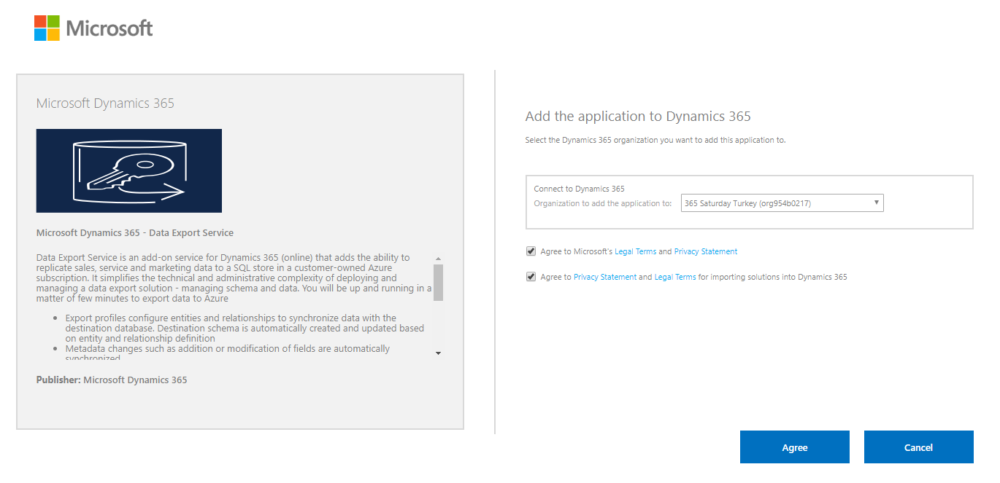 Microsoft
Microsoft Dynamics 365
Microsoft Dynamics 365 - Data Export Service
Data Export Service is an add-on service for Dynamics 365 (online) that adds the ability to
replicate sales, service and marketing data to a SQL store in a customer-owned Azure
subscription. It simplifies the technical and administrative complexity of deploying and
managing a data export solution - managing schema and data. You will be up and running in a
matter of few minutes to export data to Azure
• Export profiles configure entities and relationships to synchronize data with the
destination database. Destination schema is automatically created and updated based
on entity and relationship definition
• Metadata changes such as addition or modification of fields are automatically
synchronized
Publisher: Microsoft Dynamics 365
Add the application to Dynamics 365
Select the Dynamics 365 organization you want to add this application to.
Connect to Dynamics 365
Organization to add the application to: 365 Saturday Turkey (org954b0217)
Agree to Microsoft's Legal Terms and Privacy Statement
Agree to Privacy Statement and Legal Terms for importing solutions into Dynamics 365
Agree
Cancel